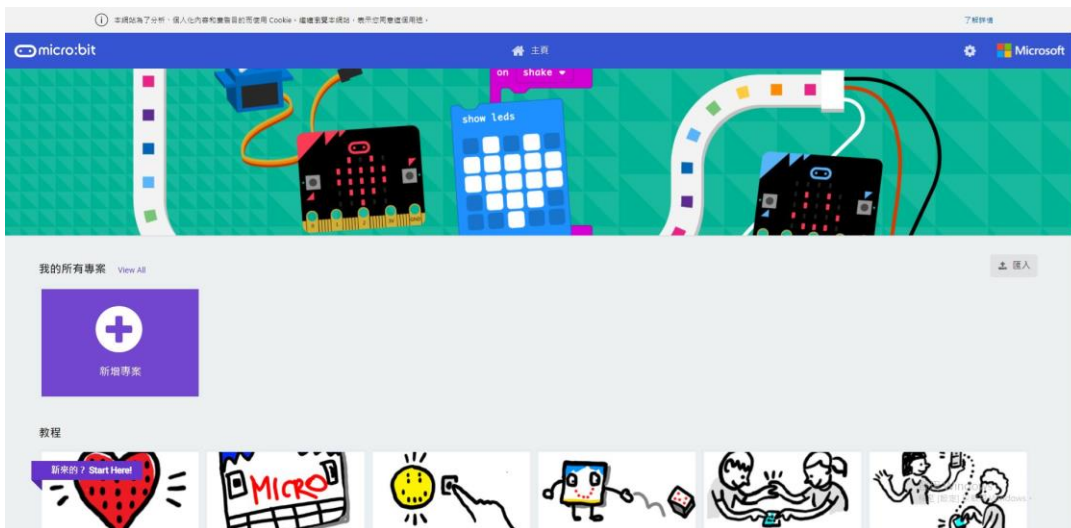 本網站為了分析、個人化內容和廣告目的而使用 Cookie。繼續瀏覽本網站，表示您同意這個用途。 了解詳情
micro:bit 主頁 Microsoft
on shake
show leds
我的所有專案 View All 匯入
新增專案
教程
新來的？Start Here!
MICRO